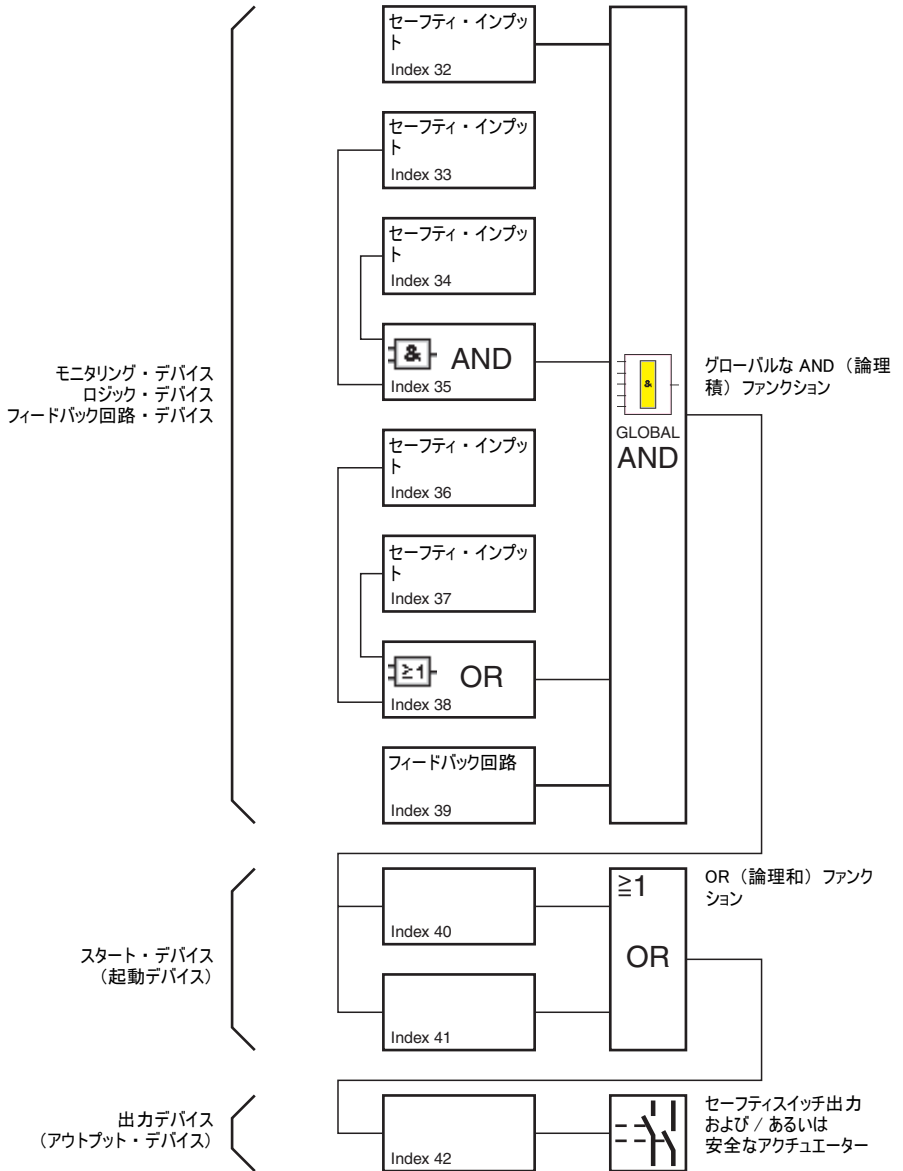 セーフティ・インプッ
ト
Index 32
セーフティ・インプッ
ト
Index 33
セーフティ・インプッ
ト
Index 34
& AND
Index 35
モニタリング・デバイス
ロジック・デバイス
フィードバック回路・デバイス
&
GLOBAL
AND
グローバルな AND（論理
積）ファンクション
セーフティ・インプッ
ト
Index 36
セーフティ・インプッ
ト
Index 37
≥1 OR
Index 38
フィードバック回路
Index 39
スタート・デバイス
（起動デバイス）
Index 40
Index 41
≧1
OR
OR（論理和）ファンク
ション
出力デバイス
（アウトプット・デバイス）
Index 42
セーフティスイッチ出力
および / あるいは
安全なアクチュエーター